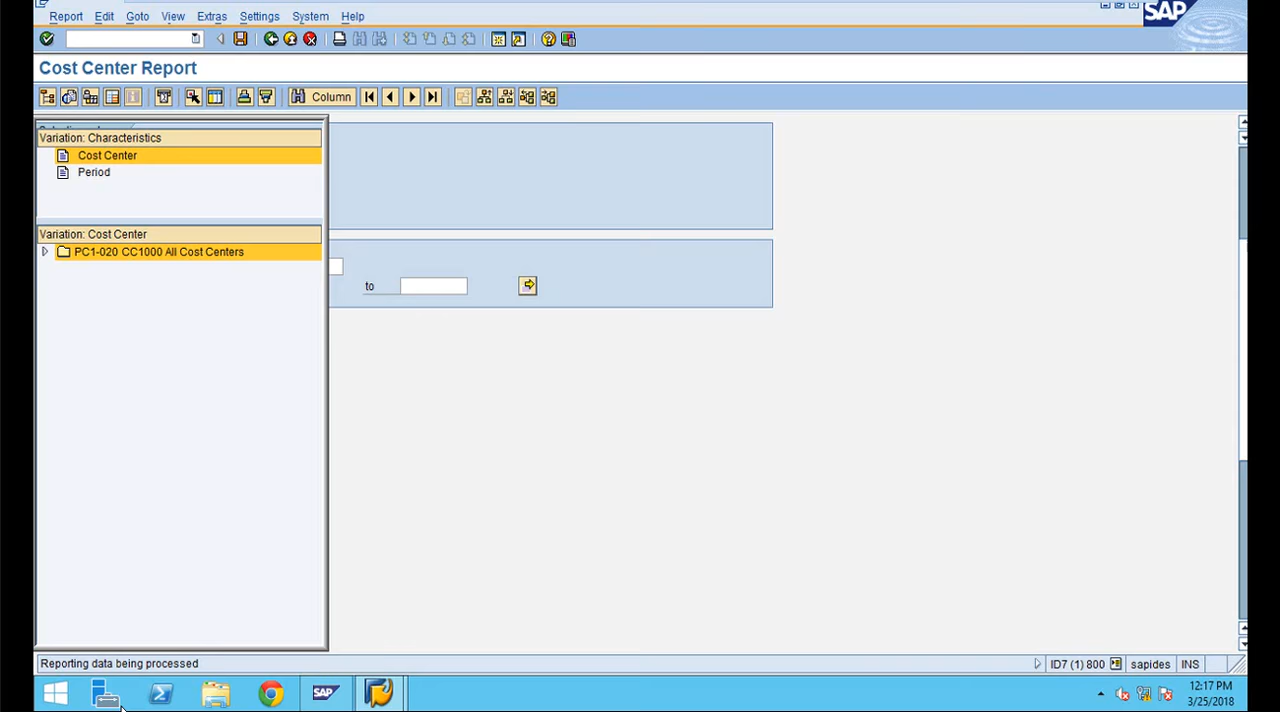 Report Edit Goto View Extras Settings System Help
SAP
Cost Center Report
Column
Variation: Characteristics
Cost Center
Period
Variation: Cost Center
PC1-020 CC1000 All Cost Centers
to
Reporting data being processed
ID7 (1) 800 sapides INS
SAP
12:17 PM
3/25/2018